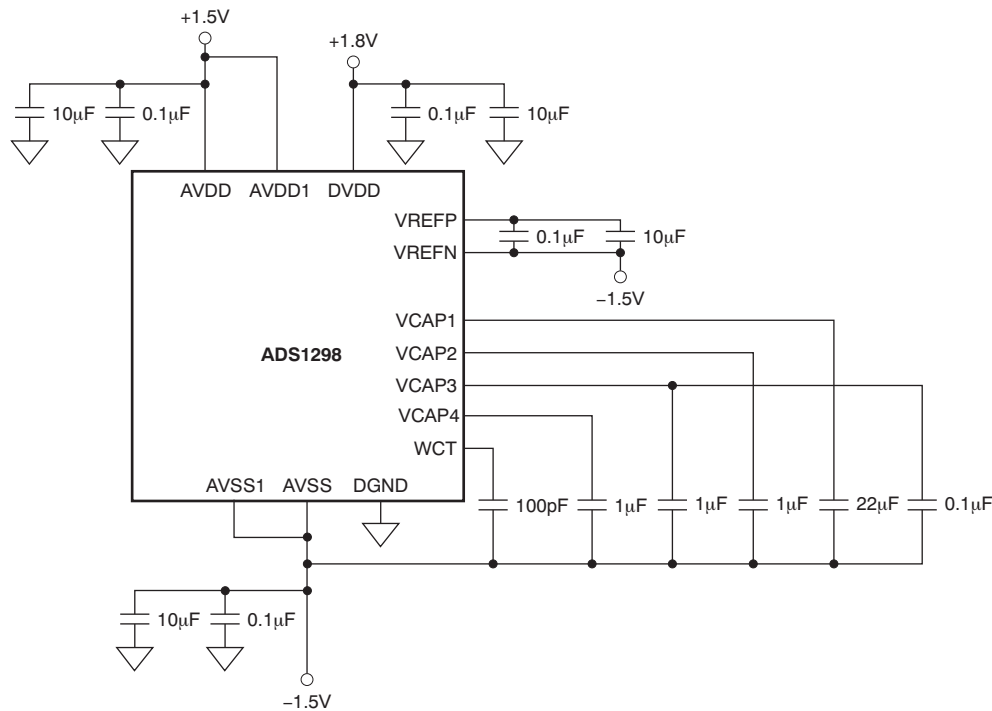 +1.5V
+1.8V
10μF
0.1μF
0.1μF
10μF
AVDD
AVDD1
DVDD
VREFP
0.1μF
10μF
VREFN
−1.5V
VCAP1
ADS1298
VCAP2
VCAP3
VCAP4
WCT
AVSS1
AVSS
DGND
100pF
1μF
1μF
1μF
22μF
0.1μF
10μF
0.1μF
−1.5V